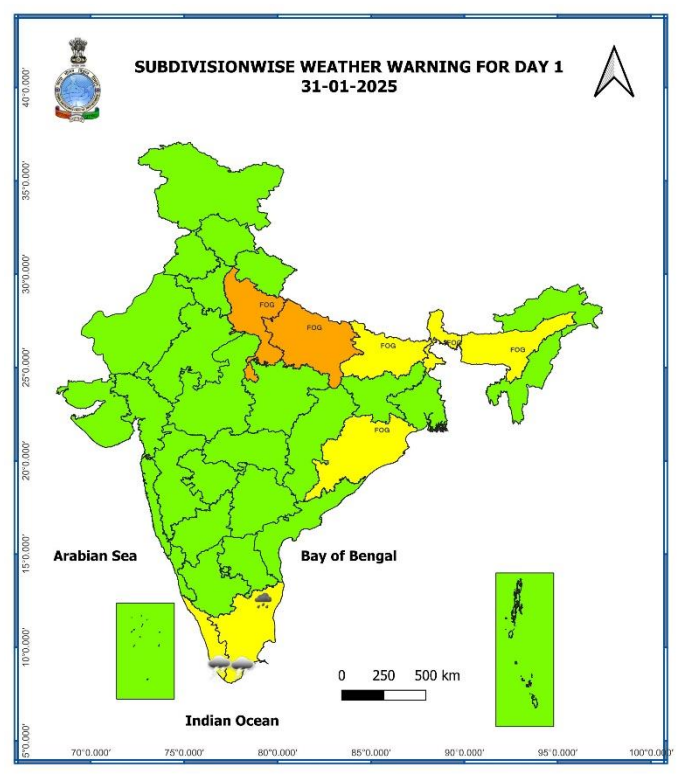 SUBDIVISIONWISE WEATHER WARNING FOR DAY 1
31-01-2025
40°0.000'
35°0.000'
30°0.000'
FOG
FOG
FOG
FOG
FOG
25°0.000'
FOG
20°0.000'
Arabian Sea
Bay of Bengal
15°0.000'
10°0.000'
0 250 500 km
Indian Ocean
5°0.000'
70°0.000' 75°0.000' 80°0.000' 85°0.000' 90°0.000' 95°0.000' 100°0.000'